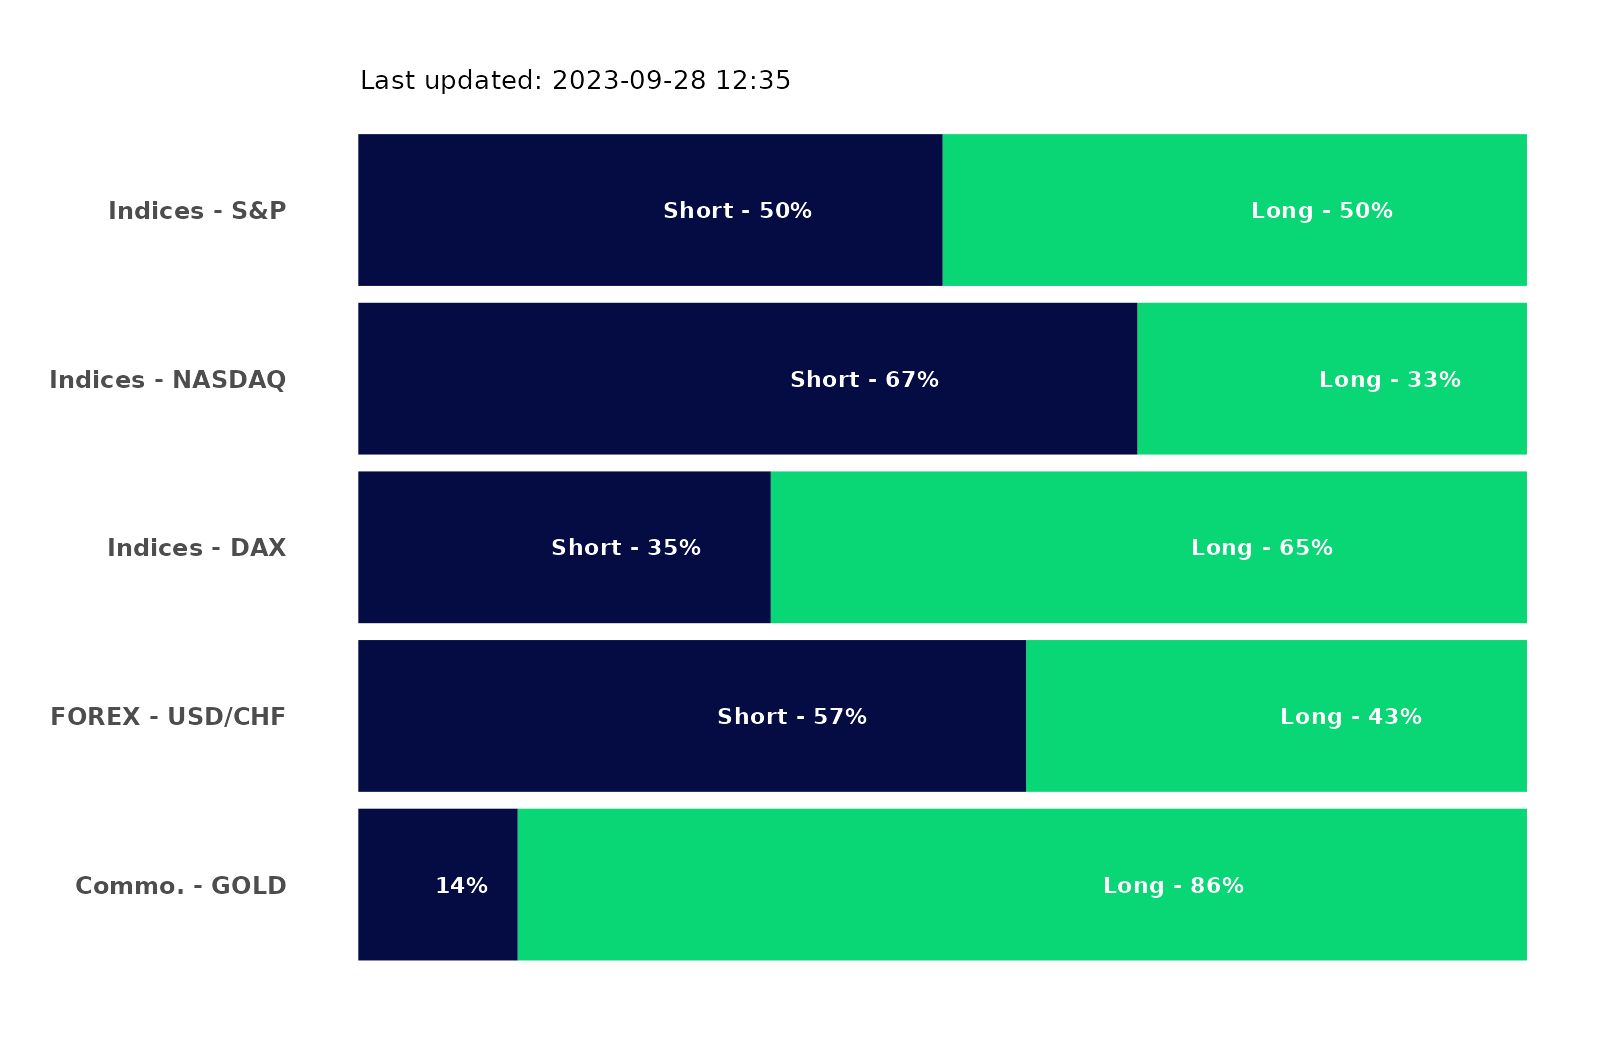 Last updated: 2023-09-28 12:35
Indices - S&P Short - 50% Long - 50%
Indices - NASDAQ Short - 67% Long - 33%
Indices - DAX Short - 35% Long - 65%
FOREX - USD/CHF Short - 57% Long - 43%
Commo. - GOLD 14% Long - 86%